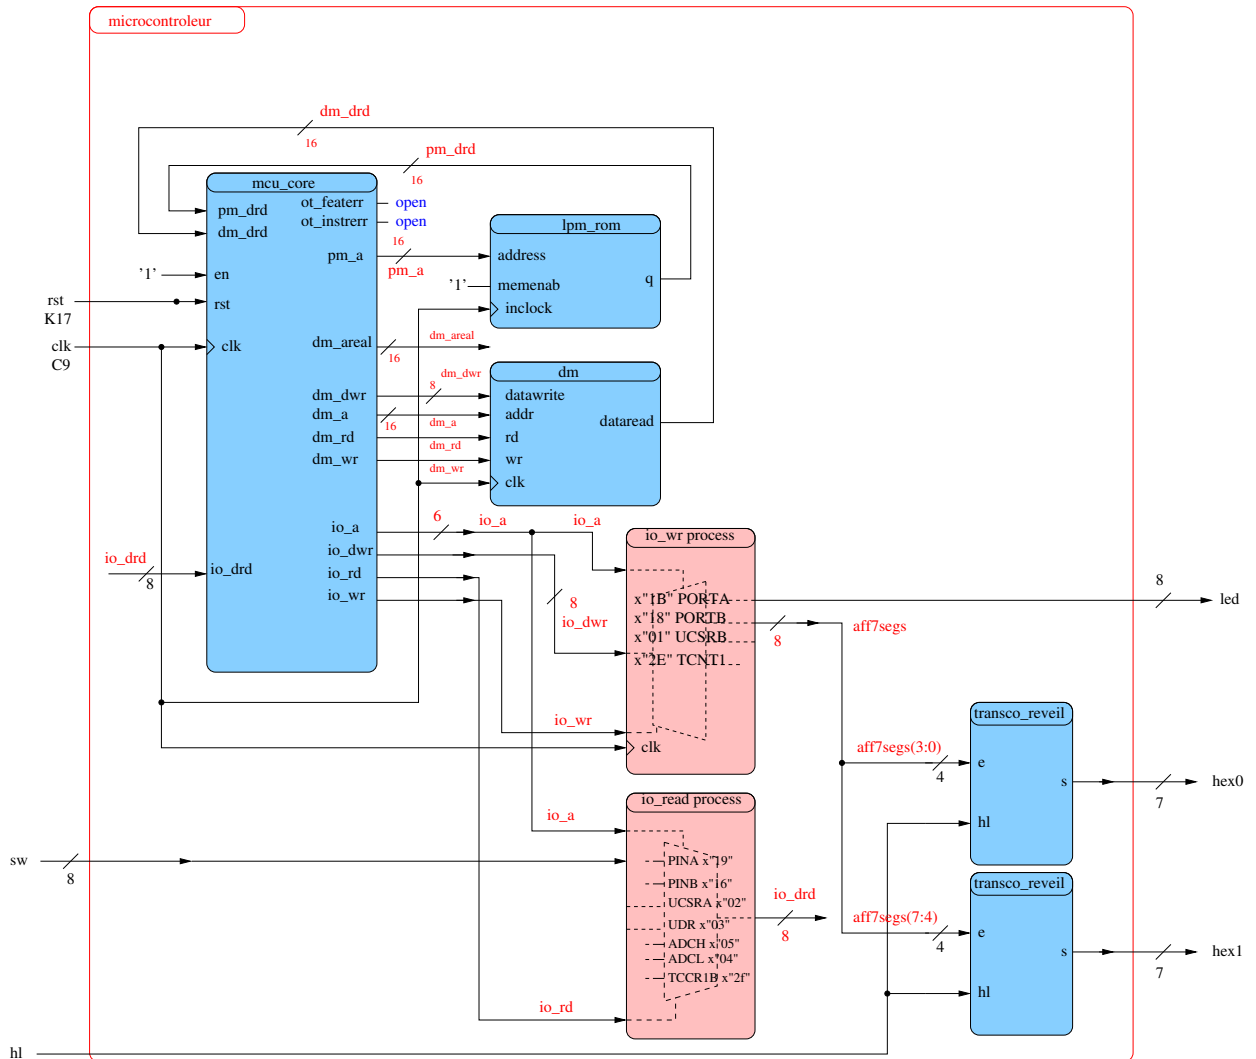 microcontroleur
dm_drd
16
pm_drd
16
mcu_core
ot_featerr open
pm_drd
ot_instrerr open
dm_drd
lpm_rom
16
pm_a
address
pm_a
'1' en
'1' memenab
q
rst
K17
rst
inclock
clk
C9
clk
dm_areal
16
dm_areal
dm_dwr
8
dm
dm_dwr
datawrite
dm_a
16
dm_a
addr
dataread
dm_rd
dm_rd
rd
dm_wr
dm_wr
wr
clk
io_a
6
io_a
io_a
io_wr process
io_dwr
io_drd
8
io_drd
io_rd
io_wr
8
io_dwr
x"1B" PORTA
8
led
x"18" PORTB
8
aff7segs
x"01" UCSRB
x"2E" TCNT1
io_wr
clk
transco_reveil
aff7segs(3:0)
4
e
s
7
hex0
hl
io_read process
io_a
sw
8
PINA x"19"
PINB x"16"
UCSRA x"02"
UDR x"03"
ADCH x"05"
ADCL x"04"
TCCR1B x"2f"
io_drd
8
io_rd
transco_reveil
aff7segs(7:4)
4
e
s
7
hex1
hl
hl